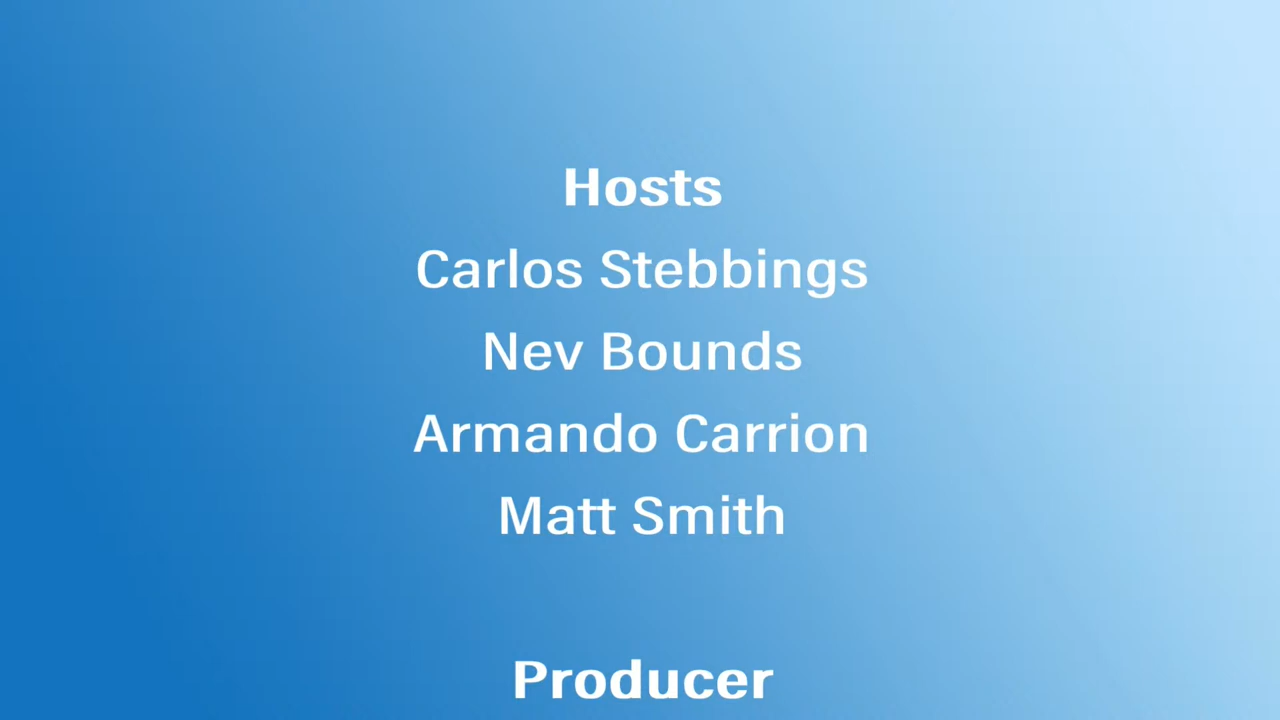 Hosts
Carlos Stebbings
Nev Bounds
Armando Carrion
Matt Smith
Producer